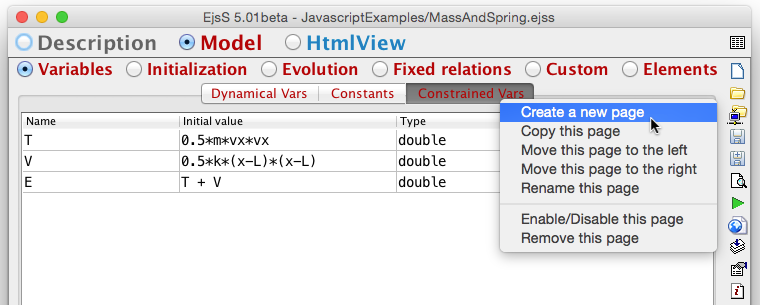 EjsS 5.01beta - JavascriptExamples/MassAndSpring.ejss
Description Model HtmlView
Variables Initialization Evolution Fixed relations Custom Elements
Dynamical Vars Constants Constrained Vars
Name Initial value Type
T 0.5*m*vx*vx double
V 0.5*k*(x-L)*(x-L) double
E T + V double
Create a new page
Copy this page
Move this page to the left
Move this page to the right
Rename this page
Enable/Disable this page
Remove this page